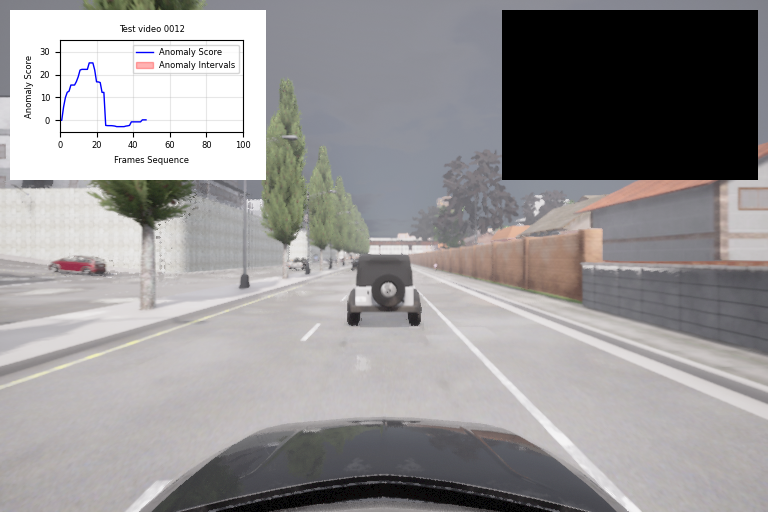 Test video 0012
Anomaly Score
30
20
10
0
Anomaly Score
Anomaly Intervals
0 20 40 60 80 100
Frames Sequence